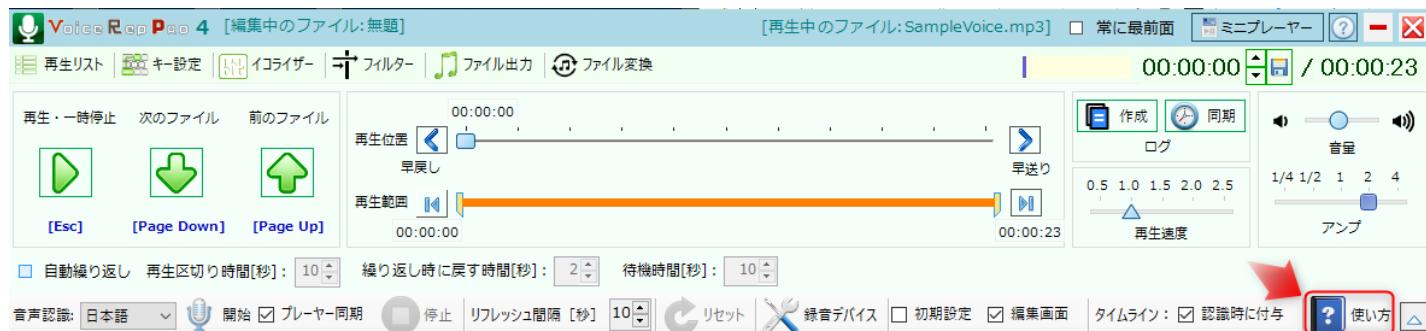 Voice Rep Pro 4 [編集中のファイル:無題] [再生中のファイル:SampleVoice.mp3] 常に最前面 ミニプレーヤー ?
再生リスト キー設定 イコライザー フィルター ファイル出力 ファイル変換 00:00:00 / 00:00:23
再生・一時停止 次のファイル 前のファイル
[Esc] [Page Down] [Page Up]
00:00:00
再生位置
早戻し 早送り
再生範囲
00:00:00 00:00:23
作成 同期
ログ
0.5 1.0 1.5 2.0 2.5
再生速度
音量
1/4 1/2 1 2 4
アンプ
自動繰り返し 再生区切り時間[秒]: 10 繰り返し時に戻す時間[秒]: 2 待機時間[秒]: 10
音声認識: 日本語 開始 プレーヤー同期 停止 リフレッシュ間隔 [秒] 10 リセット 録音デバイス 初期設定 編集画面 タイムライン: 認識時に付与 ? 使い方